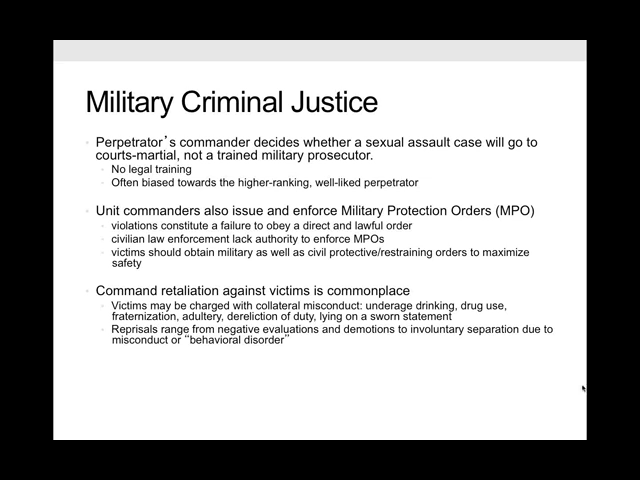 Military Criminal Justice
Perpetrator's commander decides whether a sexual assault case will go to
courts-martial, not a trained military prosecutor.
No legal training
Often biased towards the higher-ranking, well-liked perpetrator
Unit commanders also issue and enforce Military Protection Orders (MPO)
violations constitute a failure to obey a direct and lawful order
civilian law enforcement lack authority to enforce MPOs
victims should obtain military as well as civil protective/restraining orders to maximize
safety
Command retaliation against victims is commonplace
Victims may be charged with collateral misconduct: underage drinking, drug use,
fraternization, adultery, dereliction of duty, lying on a sworn statement
Reprisals range from negative evaluations and demotions to involuntary separation due to
misconduct or "behavioral disorder"